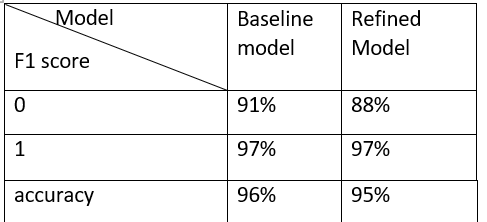 Model
F1 score
Baseline model
Refined Model
0 91% 88%
1 97% 97%
accuracy 96% 95%